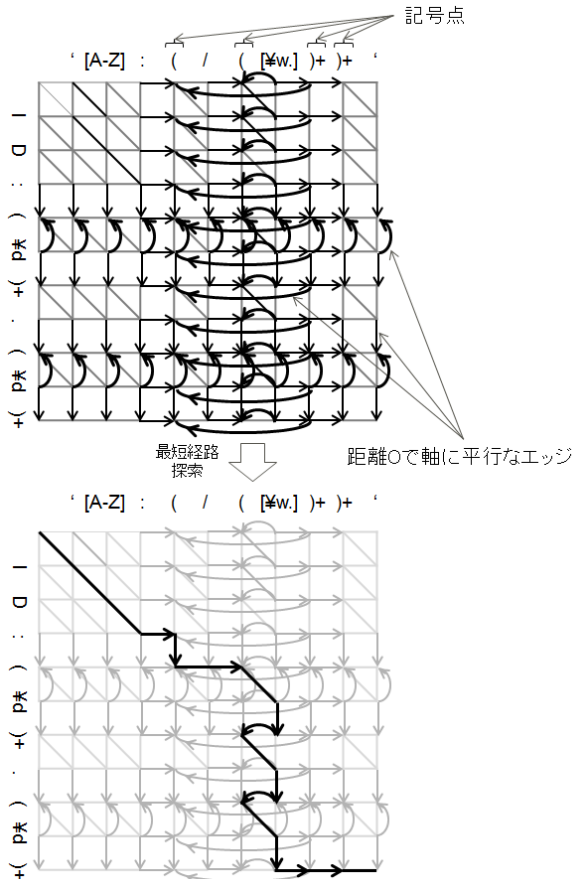 記号点
‘ [A-Z] : ( / ( [¥w.] )+ )+ ‘
I D : ( ¥d )+ . ( ¥d )+
距離0で軸に平行なエッジ
最短経路
探索
‘ [A-Z] : ( / ( [¥w.] )+ )+ ‘
I D : ( ¥d )+ . ( ¥d )+